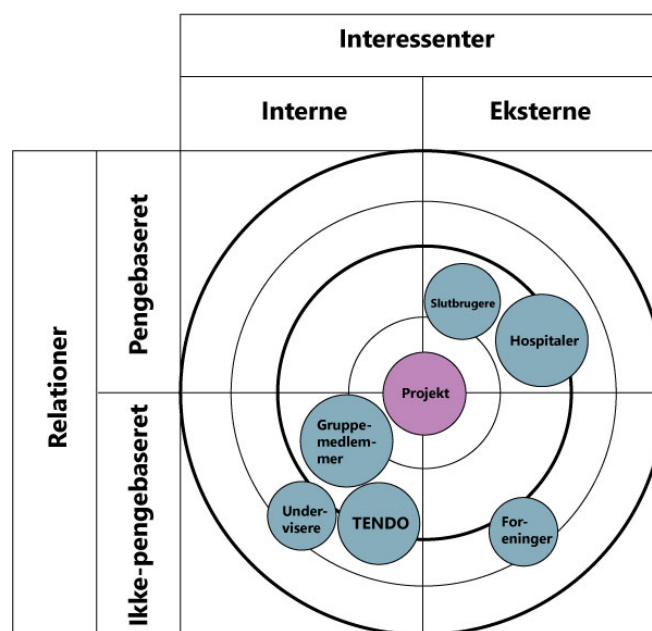 Interessenter
Interne
Eksterne
Relationer
Pengebaseret
Ikke-pengebaseret
Slutbrugere
Hospitaler
Projekt
Gruppe-
medlem-
mer
Under-
visere
TENDO
For-
eninger